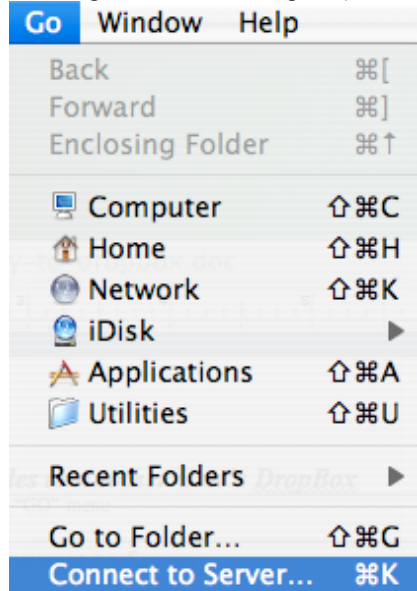 Go Window Help
Back ⌘[
Forward ⌘]
Enclosing Folder ⌘↑
Computer ⇧⌘C
Home ⇧⌘H
Network ⇧⌘K
iDisk ▶
Applications ⇧⌘A
Utilities ⇧⌘U
Recent Folders ▶
Go to Folder... ⇧⌘G
Connect to Server... ⌘K